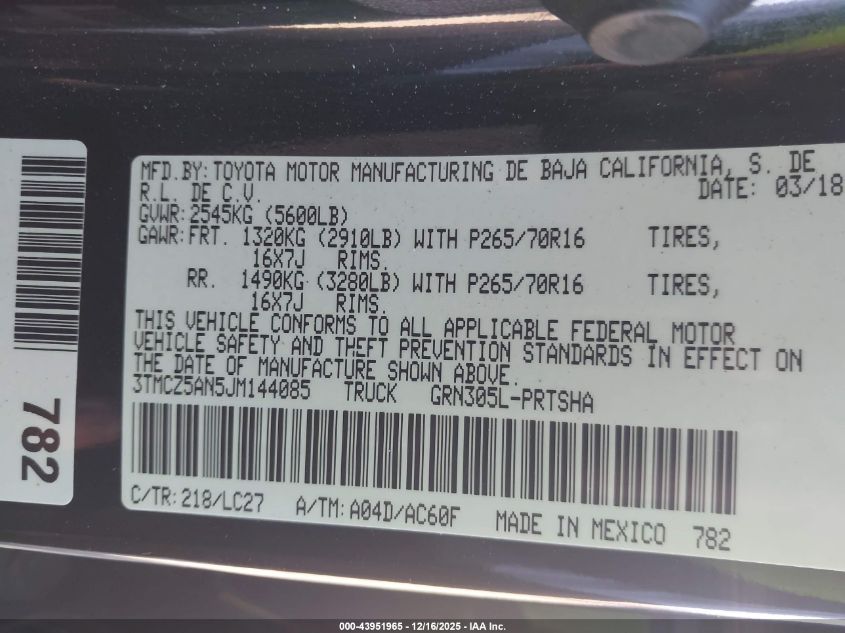 MFD.BY: TOYOTA MOTOR MANUFACTURING DE BAJA CALIFORNIA, S. DE
R.L. DE C.V. DATE: 03/18
GVWR: 2545KG (5600LB)
GAWR: FRT. 1320KG (2910LB) WITH P265/70R16 TIRES,
16X7J RIMS.
RR. 1490KG (3280LB) WITH P265/70R16 TIRES,
16X7J RIMS.
THIS VEHICLE CONFORMS TO ALL APPLICABLE FEDERAL MOTOR
VEHICLE SAFETY AND THEFT PREVENTION STANDARDS IN EFFECT ON
THE DATE OF MANUFACTURE SHOWN ABOVE.
3TMCZ5AN5JM144085 TRUCK GRN305L-PRTSHA
C/TR: 218/LC27 A/TM: A04D/AC60F MADE IN MEXICO 782
782
000-43951965 - 12/16/2025 - IAA Inc.